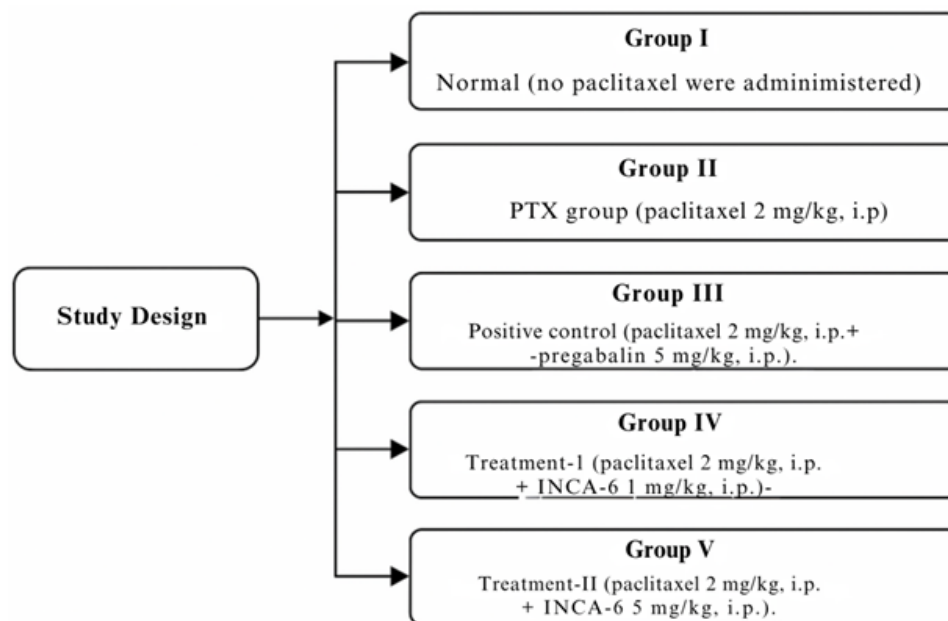 Group I
Normal (no paclitaxel were adminimistered)
Group II
PTX group (paclitaxel 2 mg/kg, i.p)
Study Design
Group III
Positive control (paclitaxel 2 mg/kg, i.p.+
-pregabalin 5 mg/kg, i.p.).
Group IV
Treatment-1 (paclitaxel 2 mg/kg, i.p.
+ INCA-6 1 mg/kg, i.p.)-
Group V
Treatment-II (paclitaxel 2 mg/kg, i.p.
+ INCA-6 5 mg/kg, i.p.).